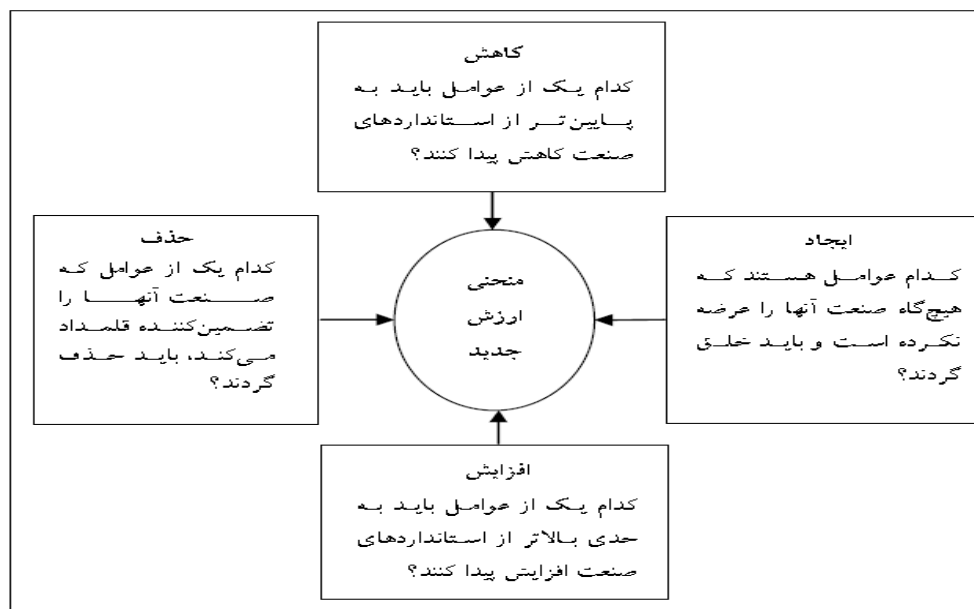 کاهش
کدام یک از عوامل باید به
پایین‌تر از استانداردهای
صنعت کاهش پیدا کنند؟
ایجاد
کدام عوامل هستند که
هیچ‌گاه صنعت آنها را عرضه
نکرده است و باید خلق
گردند؟
منحنی
ارزش
جدید
حذف
کدام یک از عوامل که
صنعت آنها را
تضمین‌کننده قلمداد
می‌کند، باید حذف
گردند؟
افزایش
کدام یک از عوامل باید به
حدی بالاتر از استانداردهای
صنعت افزایش پیدا کنند؟